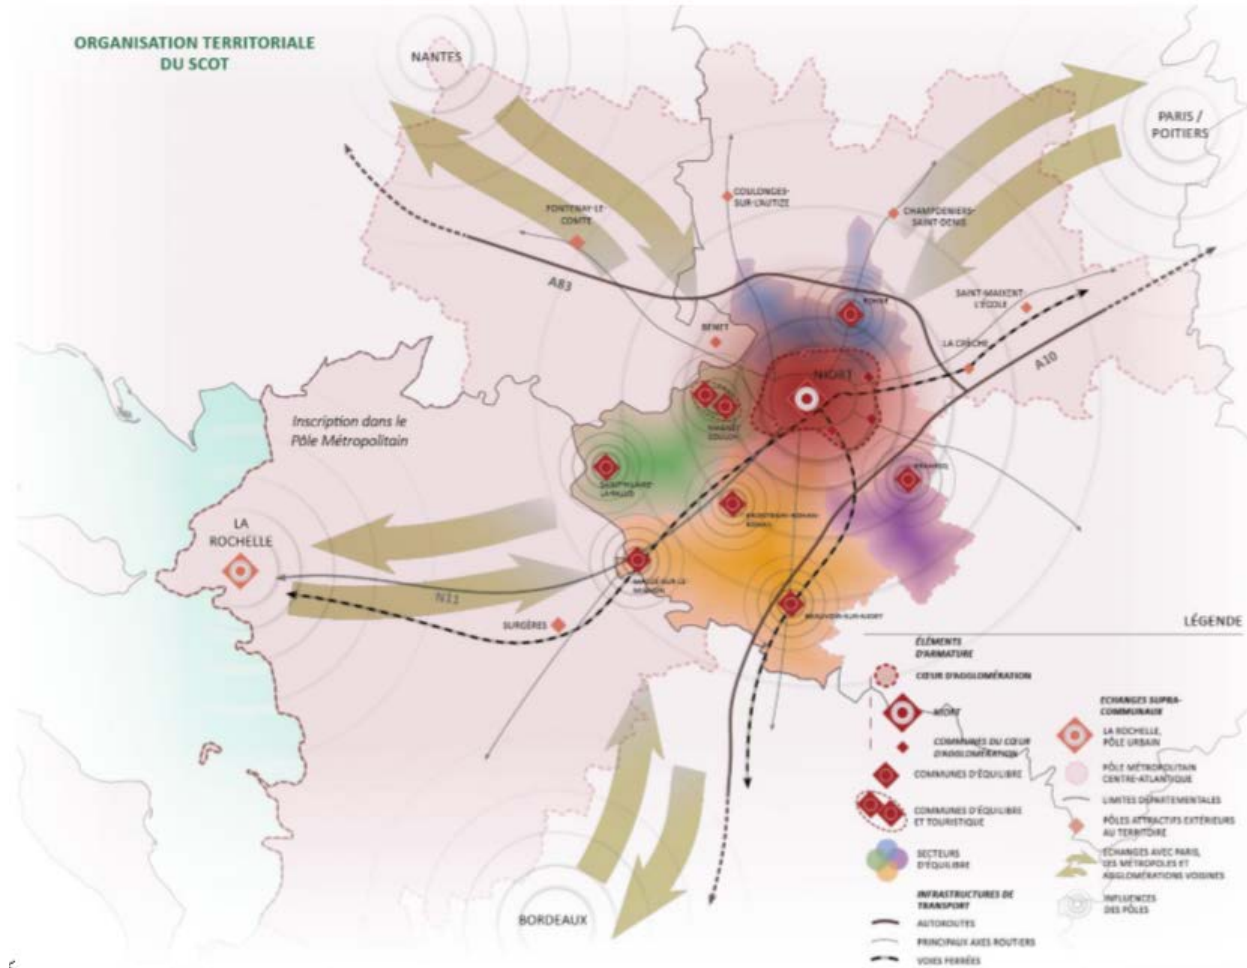 ORGANISATION TERRITORIALE
DU SCOT
NANTES
PARIS /
POITIERS
COULONGES-
SUR-L'AUTIZE
FONTENAY-LE-
COMTE
CHAMPDENIERS-
SAINT-DENIS
A83
SAINT-MAIXENT-
L'ÉCOLE
BENET
LA CRÈCHE
A10
NIORT
Inscription dans le
Pôle Métropolitain
LA
ROCHELLE
N11
SURGÈRES
BORDEAUX
LÉGENDE
ÉLÉMENTS
D'ARMATURE
CŒUR D'AGGLOMÉRATION
NIORT
COMMUNES DU CŒUR
D'AGGLOMÉRATION
COMMUNES D'ÉQUILIBRE
COMMUNES D'ÉQUILIBRE
ET TOURISTIQUE
SECTEURS
D'ÉQUILIBRE
INFRASTRUCTURES DE
TRANSPORT
AUTOROUTES
PRINCIPAUX AXES ROUTIERS
VOIES FERRÉES
ECHANGES SUPRA-
COMMUNAUX
LA ROCHELLE,
PÔLE URBAIN
PÔLE MÉTROPOLITAIN
CENTRE-ATLANTIQUE
LIMITES DÉPARTEMENTALES
PÔLES ATTRACTIFS EXTÉRIEURS
AU TERRITOIRE
ECHANGES AVEC PARIS,
LES MÉTROPOLES ET
AGGLOMÉRATIONS VOISINES
INFLUENCES
DES PÔLES